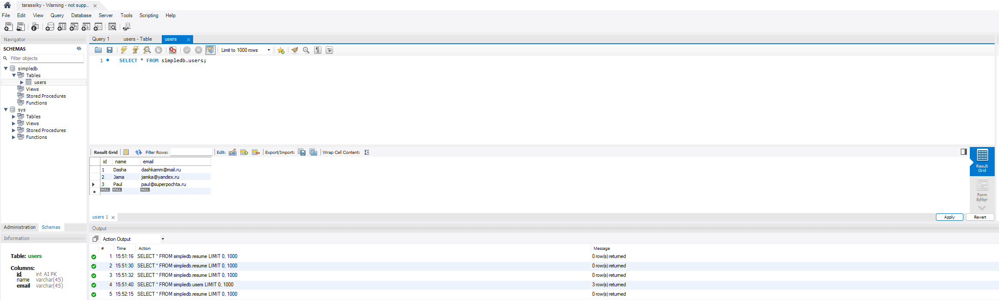 tarassiky - Warning - not supp...
File Edit View Query Database Server Tools Scripting Help
Navigator
SCHEMAS
Filter objects
simpledb
Tables
users
Views
Stored Procedures
Functions
sys
Tables
Views
Stored Procedures
Functions
Administration Schemas
Information
Table: users
Columns:
id int AI PK
name varchar(45)
email varchar(45)
Query 1 users - Table users
Limit to 1000 rows
1 SELECT * FROM simpledb.users;
Result Grid Filter Rows: Edit: Export/Import: Wrap Cell Content:
id name email
1 Dasha dashkamm@mail.ru
2 Jama jamka@yandex.ru
3 Paul paul@superpochta.ru
NULL NULL NULL
Result
Grid
Form
Editor
users 1
Apply Revert
Output
Action Output
# Time Action Message
1 15:51:16 SELECT * FROM simpledb.resume LIMIT 0, 1000 0 row(s) returned
2 15:51:30 SELECT * FROM simpledb.resume LIMIT 0, 1000 0 row(s) returned
3 15:51:32 SELECT * FROM simpledb.resume LIMIT 0, 1000 0 row(s) returned
4 15:51:40 SELECT * FROM simpledb.users LIMIT 0, 1000 3 row(s) returned
5 15:52:15 SELECT * FROM simpledb.resume LIMIT 0, 1000 0 row(s) returned